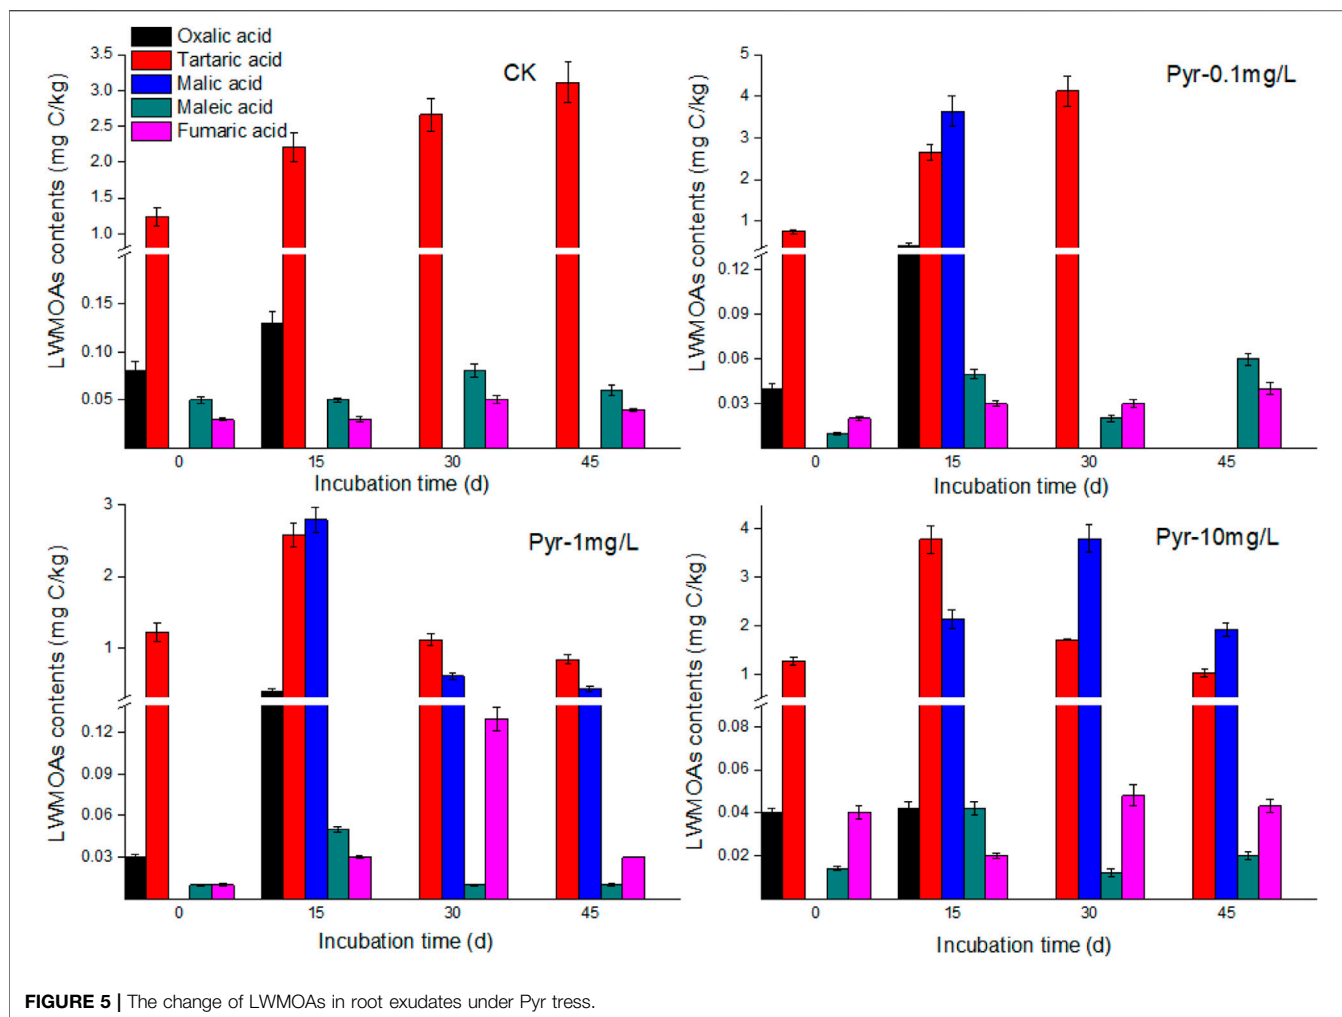 Oxalic acid
Tartaric acid
Malic acid
Maleic acid
Fumaric acid
CK
LWMOAs contents (mg C/kg)
3.5
3.0
2.5
2.0
1.5
1.0
0.15
0.10
0.05
0 15 30 45
Incubation time (d)
Pyr-0.1mg/L
LWMOAs contents (mg C/kg)
5
4
3
2
1
0.12
0.09
0.06
0.03
0 15 30 45
Incubation time (d)
Pyr-1mg/L
LWMOAs contents (mg C/kg)
3
2
1
0.12
0.09
0.06
0.03
0 15 30 45
Incubation time (d)
Pyr-10mg/L
LWMOAs contents (mg C/kg)
4
3
2
1
0.08
0.06
0.04
0.02
0 15 30 45
Incubation time (d)
FIGURE 5 | The change of LWMOAs in root exudates under Pyr tress.